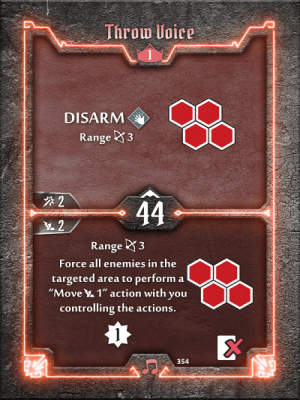 Throw Voice
1
DISARM
Range 3
2
44
2
Range 3
Force all enemies in the
targeted area to perform a
“Move 1” action with you
controlling the actions.
1
354